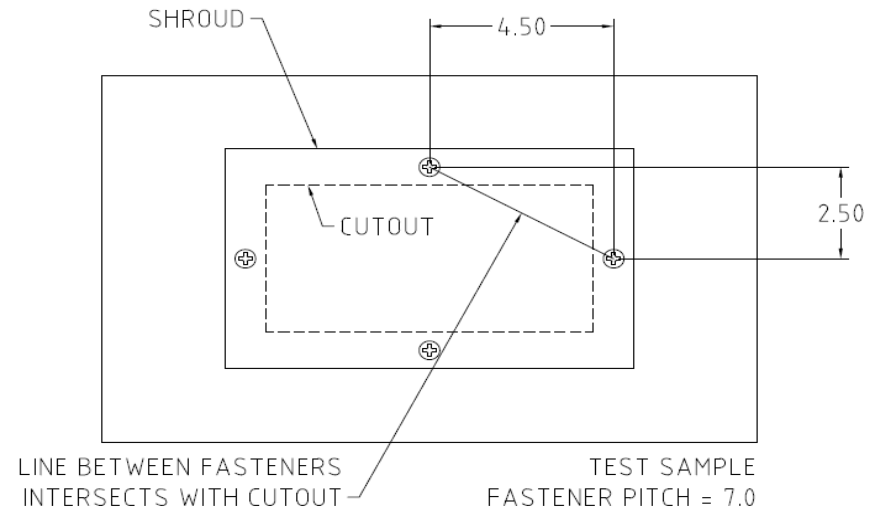 SHROUD
4.50
CUTOUT
2.50
LINE BETWEEN FASTENERS
INTERSECTS WITH CUTOUT
TEST SAMPLE
FASTENER PITCH = 7.0